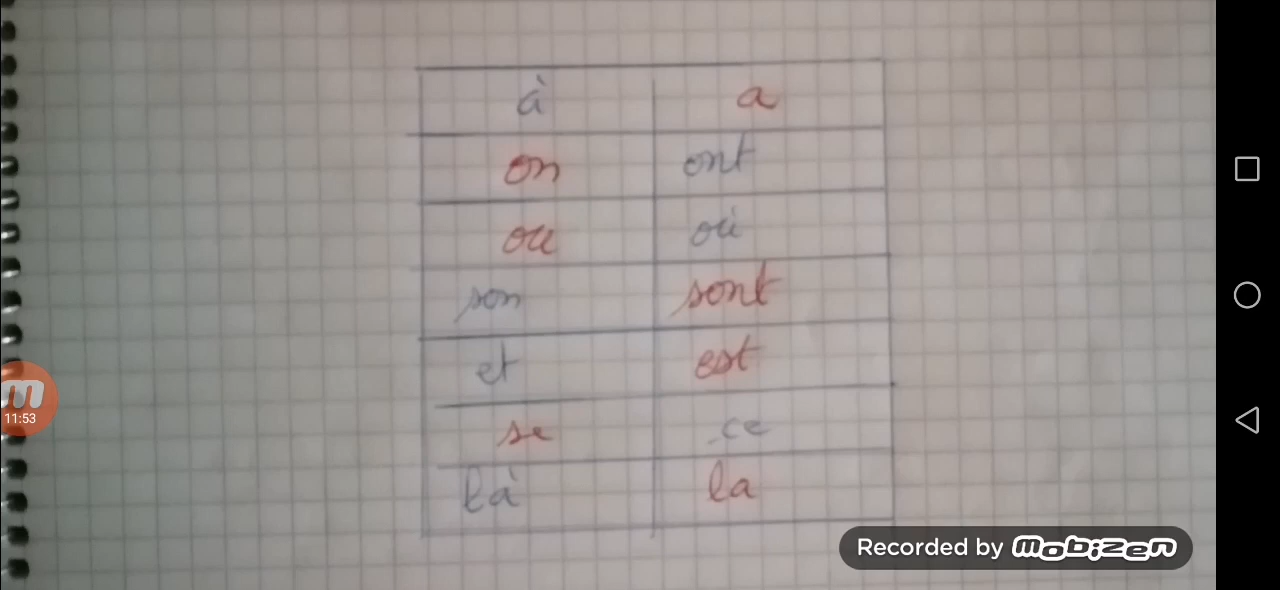 à a
on ont
ou où
son sont
et est
se ce
là la
11:53
Recorded by mobizen